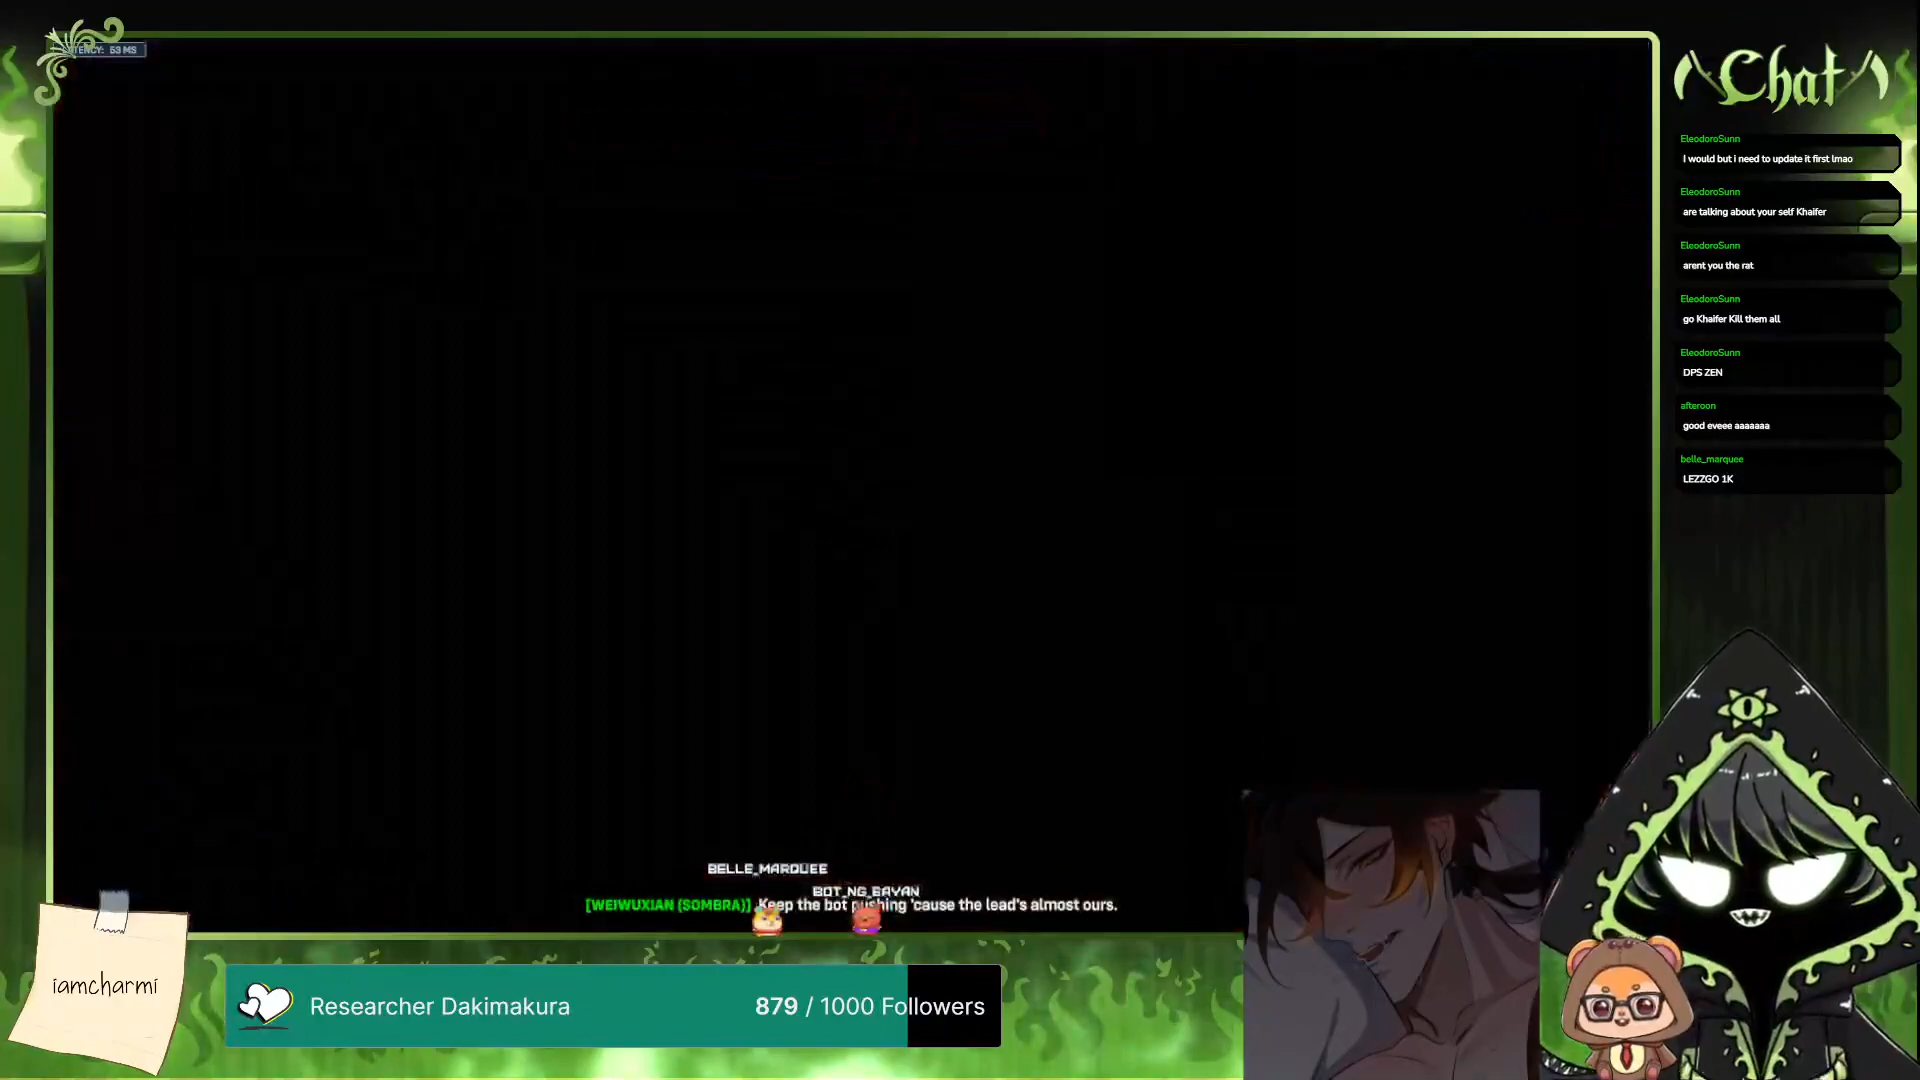 LATENCY: 53 MS
Chat
EleodoroSunn
I would but i need to update it first lmao
EleodoroSunn
are talking about your self Khaifer
EleodoroSunn
arent you the rat
EleodoroSunn
go Khaifer Kill them all
EleodoroSunn
DPS ZEN
afteroon
good eveee aaaaaaa
belle_marquee
LEZZGO 1K
BELLE_MARQUEE
BOT_NG_BAYAN
[WEIWUXIAN (SOMBRA)] Keep the bot pushing 'cause the lead's almost ours.
iamcharmi
Researcher Dakimakura 879 / 1000 Followers